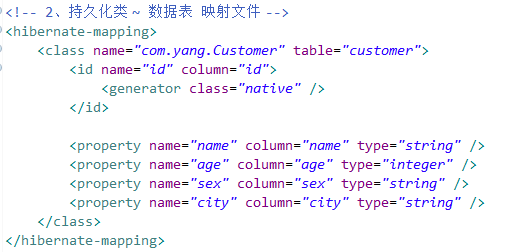 <!-- 2、持久化类 ~ 数据表 映射文件 -->
<hibernate-mapping>
<class name="com.yang.Customer" table="customer">
<id name="id" column="id">
<generator class="native" />
</id>
<property name="name" column="name" type="string" />
<property name="age" column="age" type="integer" />
<property name="sex" column="sex" type="string" />
<property name="city" column="city" type="string" />
</class>
</hibernate-mapping>